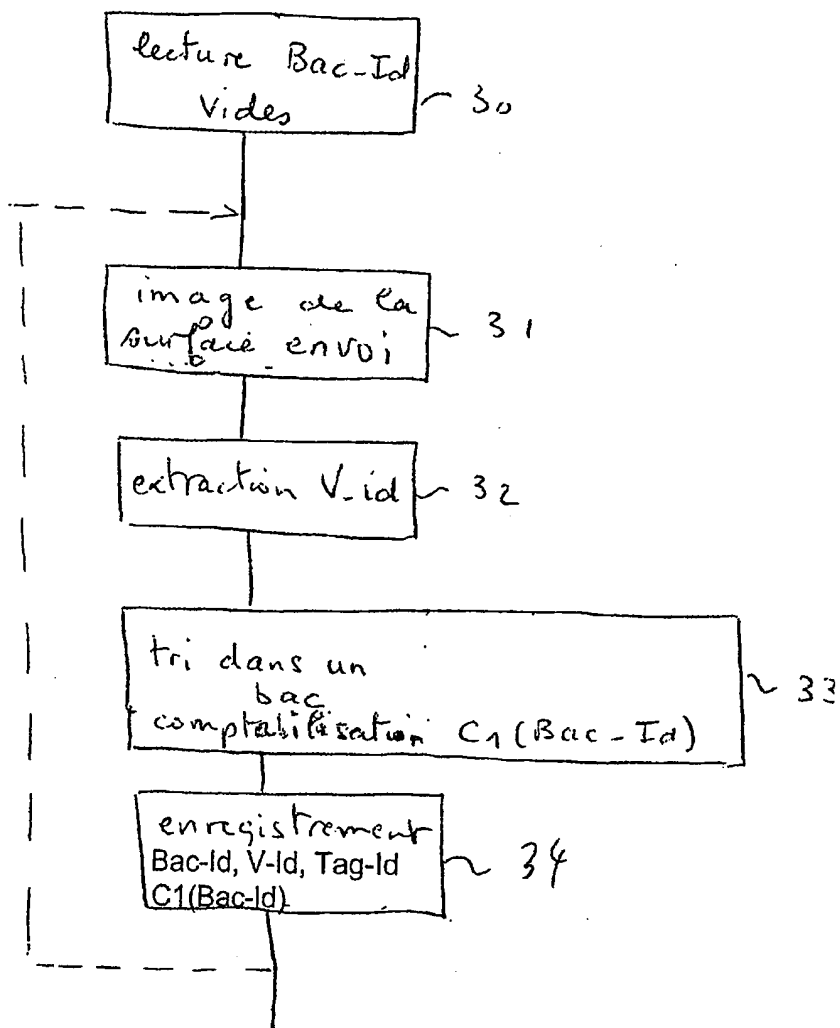 lecture Bac-Id
vides
30
image de la
surface envoi
31
extraction V-id
32
tri dans un
bac
comptabilisation C1 (Bac-Id)
33
enregistrement
Bac-Id, V-Id, Tag-Id
C1(Bac-Id)
34